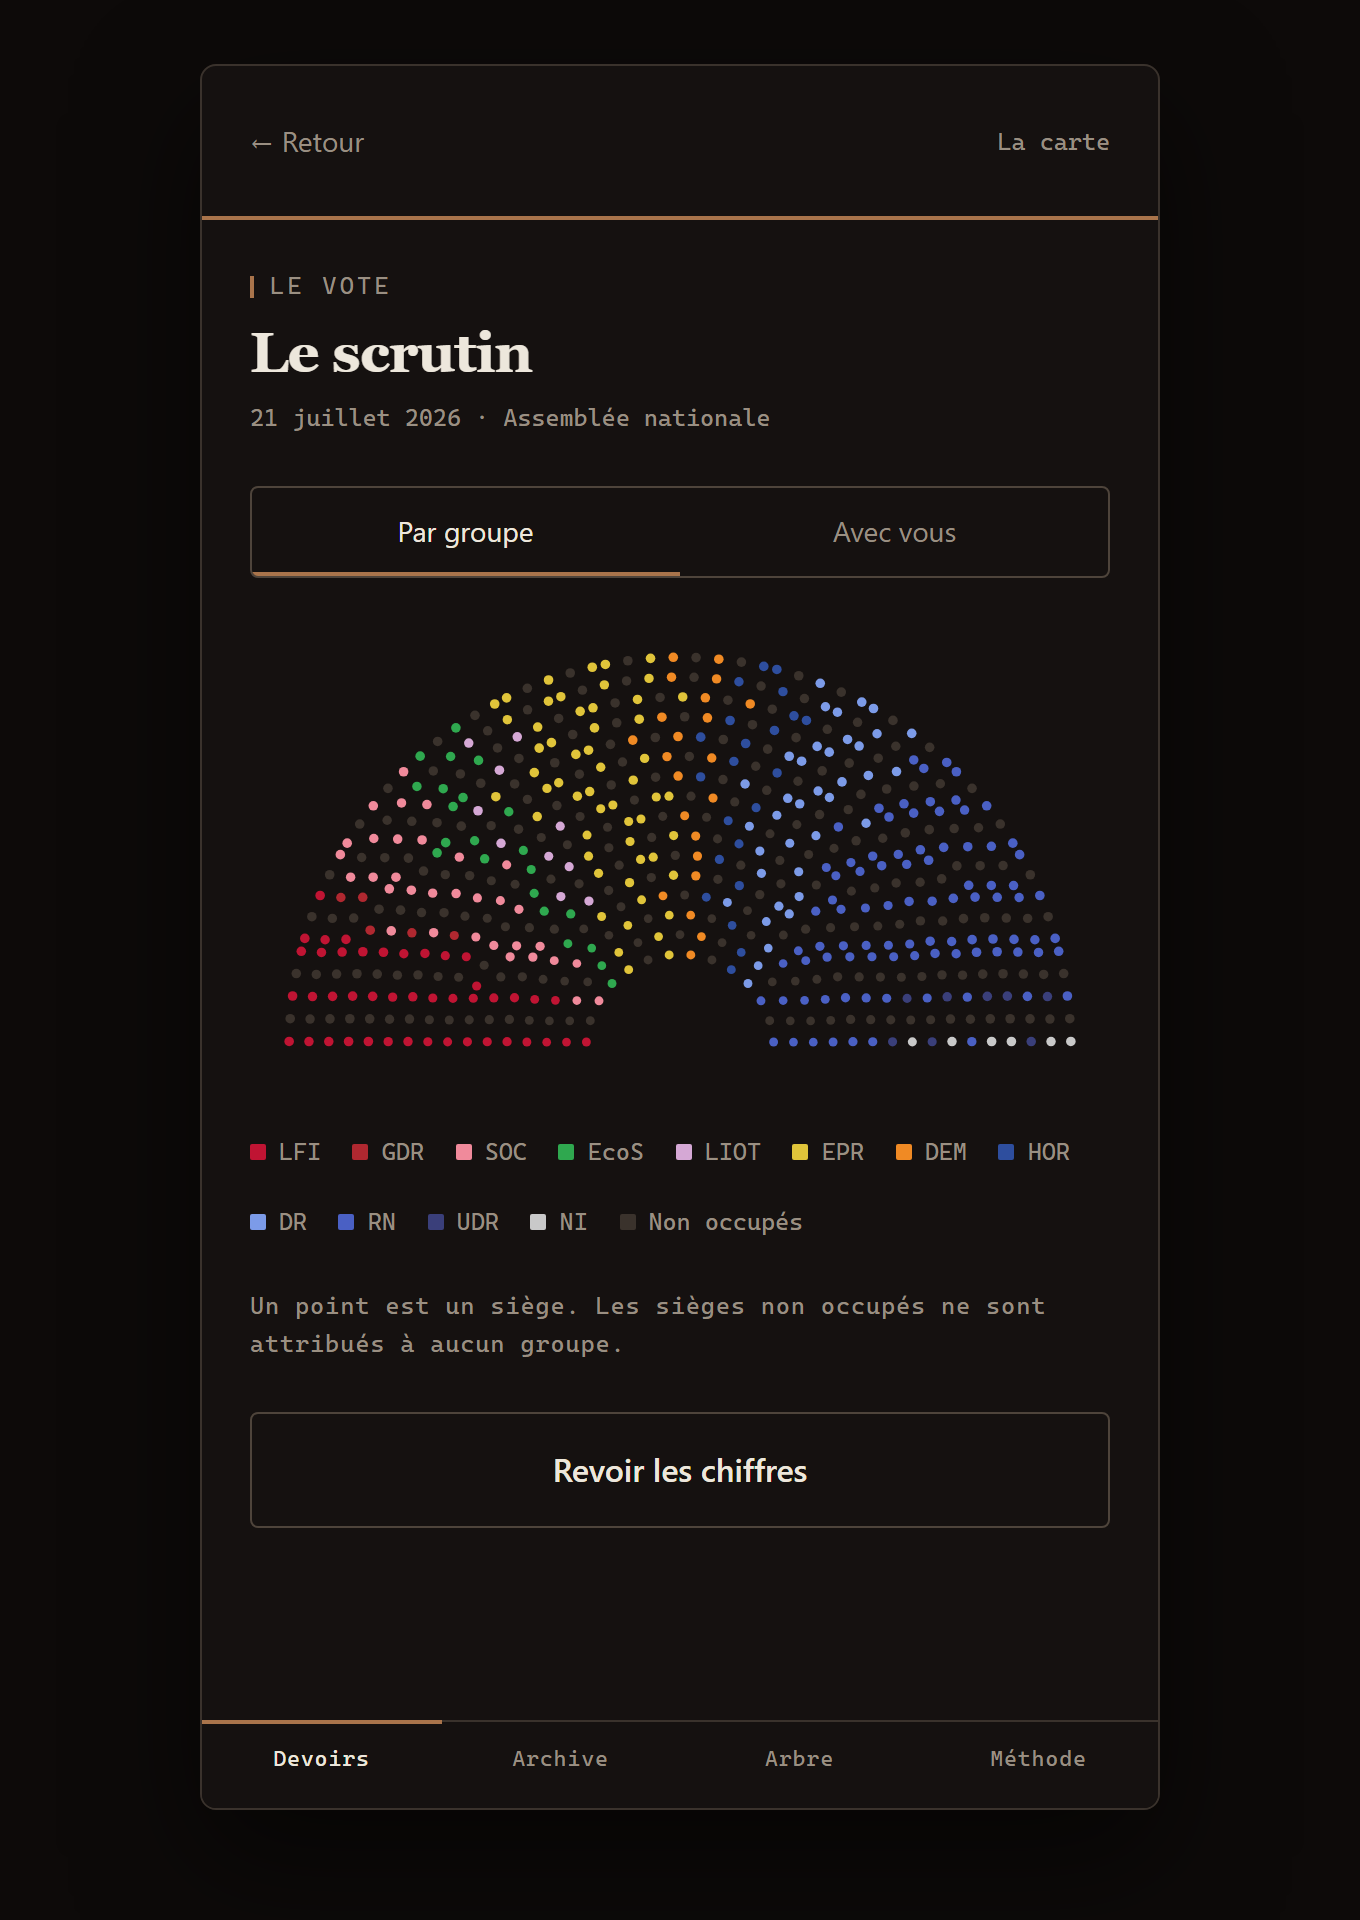 ← Retour
La carte
LE VOTE
Le scrutin
21 juillet 2026 · Assemblée nationale
Par groupe
Avec vous
LFI GDR SOC EcoS LIOT EPR DEM HOR
DR RN UDR NI Non occupés
Un point est un siège. Les sièges non occupés ne sont
attribués à aucun groupe.
Revoir les chiffres
Devoirs Archive Arbre Méthode